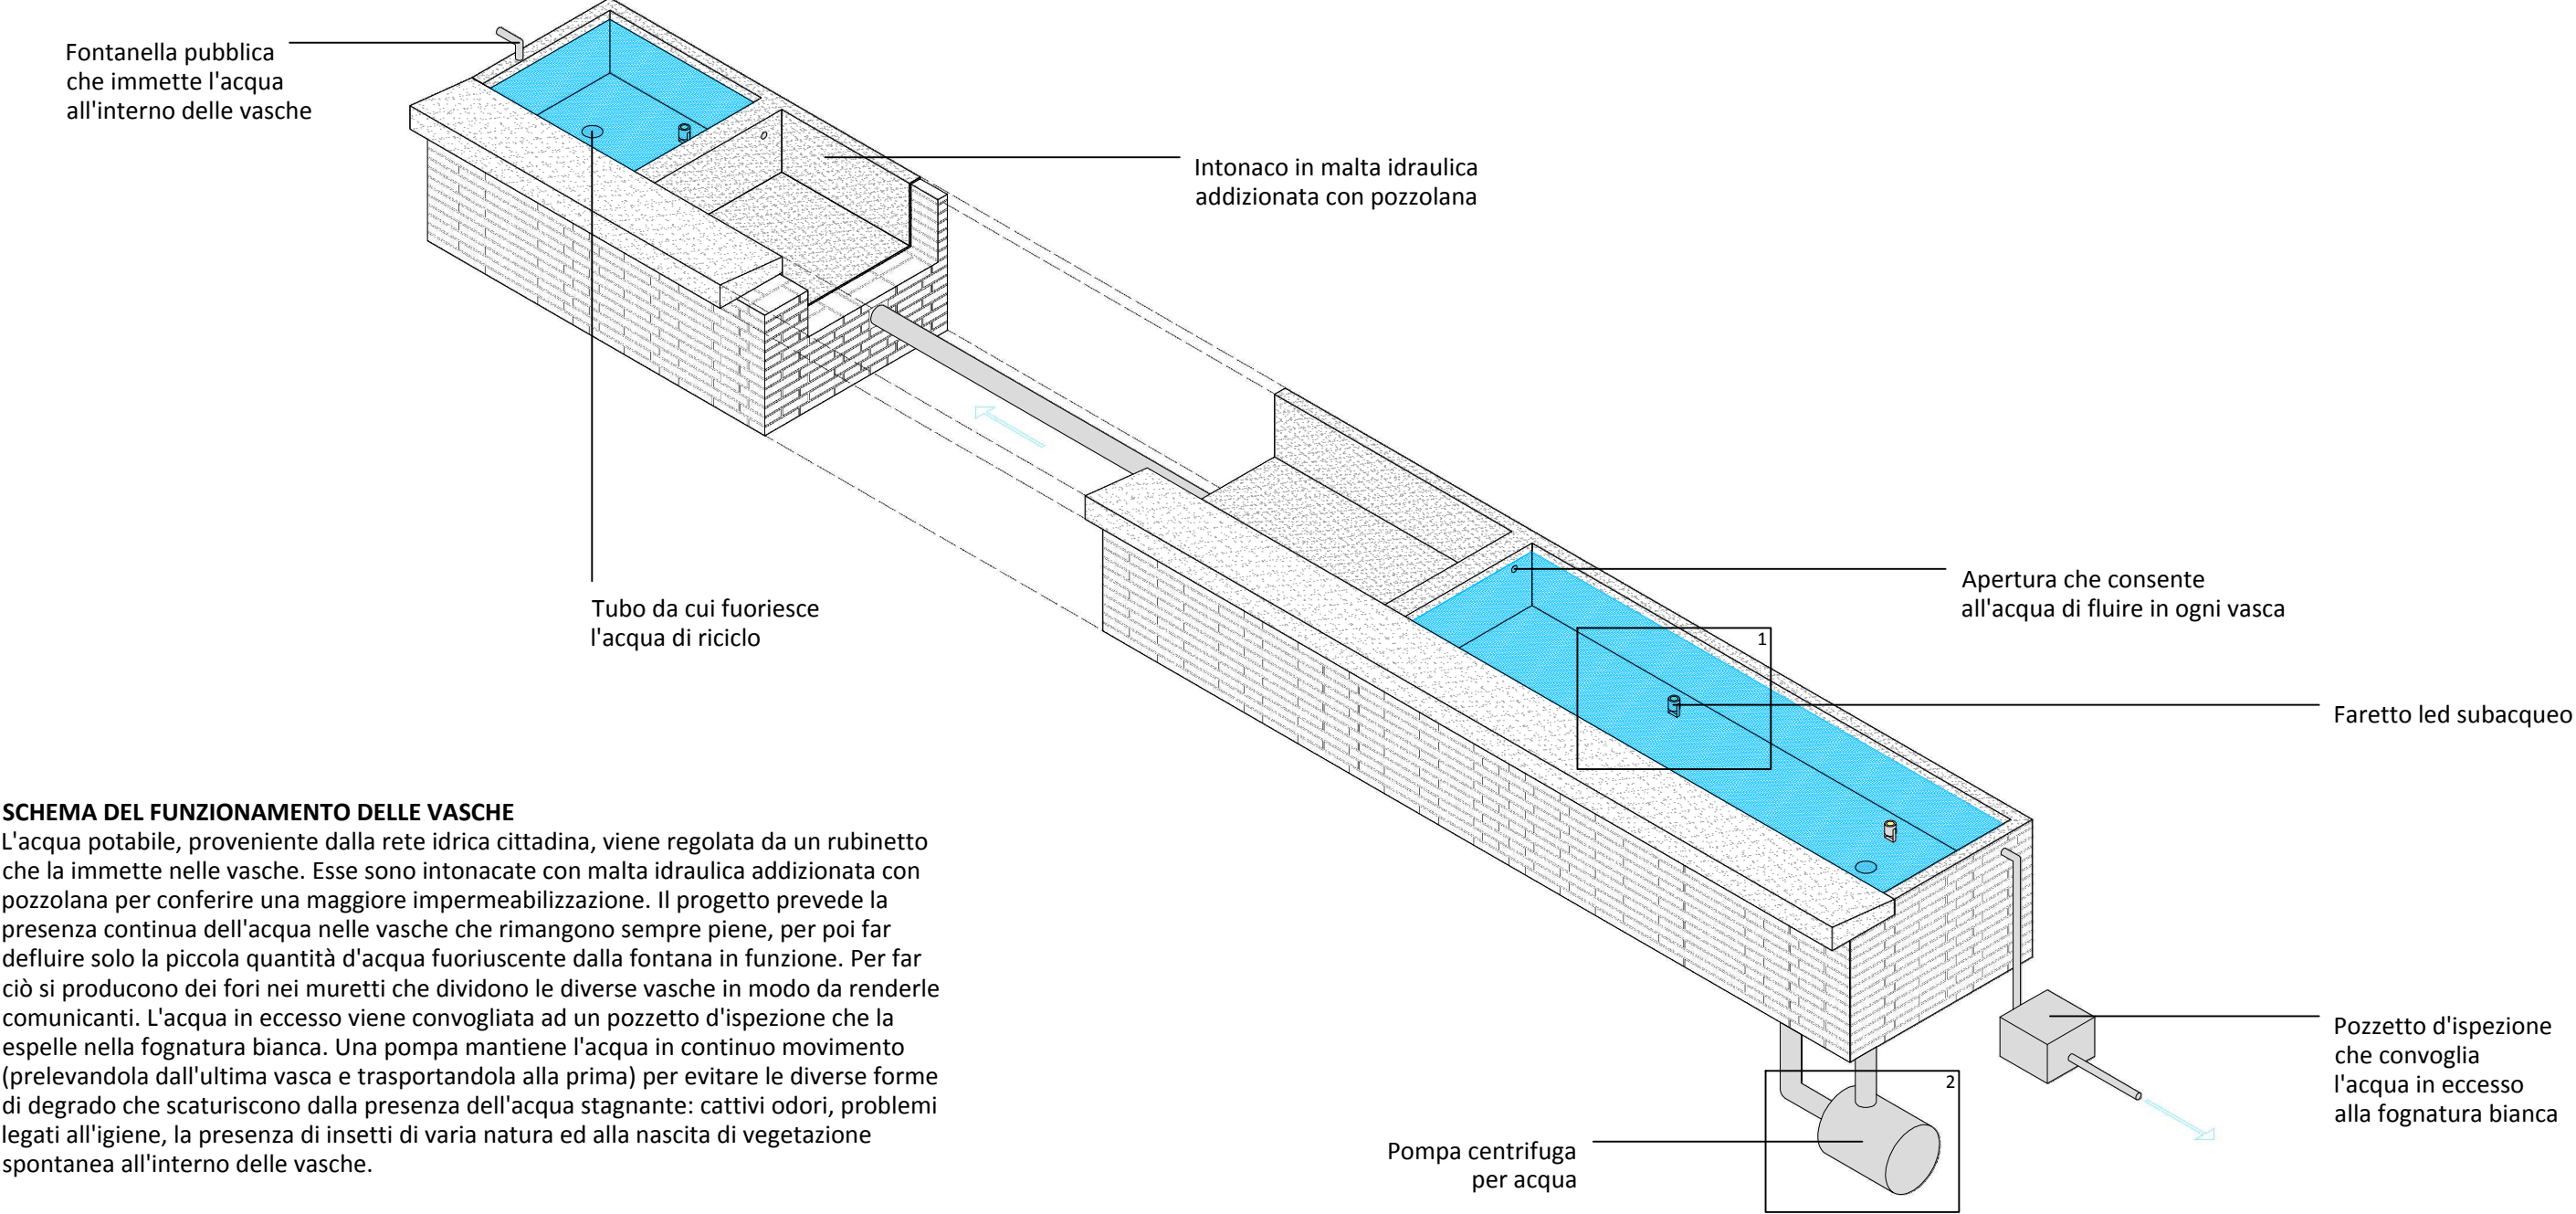 Fontanella pubblica
che immette l'acqua
all'interno delle vasche
Intonaco in malta idraulica
addizionata con pozzolana
Tubo da cui fuoriesce
l'acqua di riciclo
Apertura che consente
all'acqua di fluire in ogni vasca
1
Faretto led subacqueo
SCHEMA DEL FUNZIONAMENTO DELLE VASCHE
L'acqua potabile, proveniente dalla rete idrica cittadina, viene regolata da un rubinetto
che la immette nelle vasche. Esse sono intonacate con malta idraulica addizionata con
pozzolana per conferire una maggiore impermeabilizzazione. Il progetto prevede la
presenza continua dell'acqua nelle vasche che rimangono sempre piene, per poi far
defluire solo la piccola quantità d'acqua fuoriuscente dalla fontana in funzione. Per far
ciò si producono dei fori nei muretti che dividono le diverse vasche in modo da renderle
comunicanti. L'acqua in eccesso viene convogliata ad un pozzetto d'ispezione che la
espelle nella fognatura bianca. Una pompa mantiene l'acqua in continuo movimento
(prelevandola dall'ultima vasca e trasportandola alla prima) per evitare le diverse forme
di degrado che scaturiscono dalla presenza dell'acqua stagnante: cattivi odori, problemi
legati all'igiene, la presenza di insetti di varia natura ed alla nascita di vegetazione
spontanea all'interno delle vasche.
Pozzetto d'ispezione
che convoglia
l'acqua in eccesso
alla fognatura bianca
2
Pompa centrifuga
per acqua